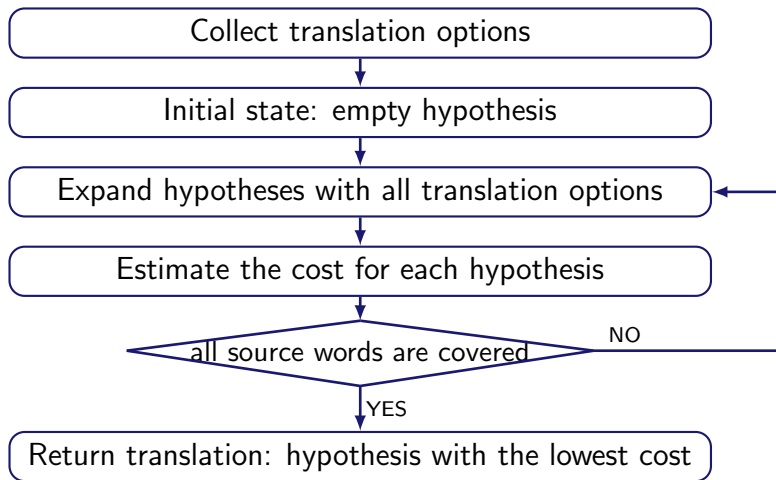 Collect translation options
Initial state: empty hypothesis
Expand hypotheses with all translation options
Estimate the cost for each hypothesis
all source words are covered
NO
YES
Return translation: hypothesis with the lowest cost